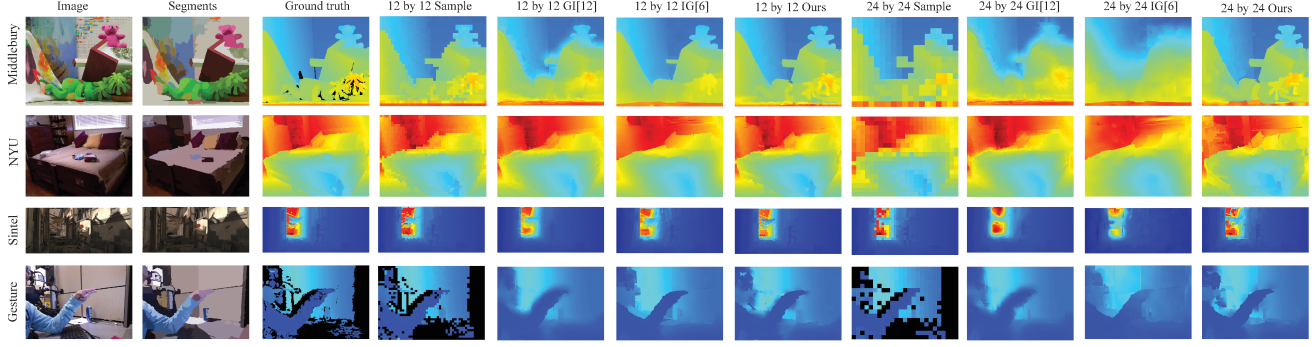 Image Segments Ground truth 12 by 12 Sample 12 by 12 GI[12] 12 by 12 IG[6] 12 by 12 Ours 24 by 24 Sample 24 by 24 GI[12] 24 by 24 IG[6] 24 by 24 Ours
Middlebury
NYU
Sintel
Gesture